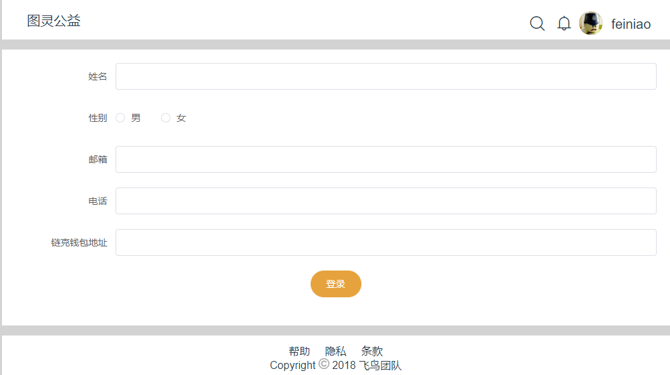 图灵公益 feiniao
姓名
性别 男 女
邮箱
电话
链克钱包地址
登录
帮助 隐私 条款
Copyright © 2018 飞鸟团队